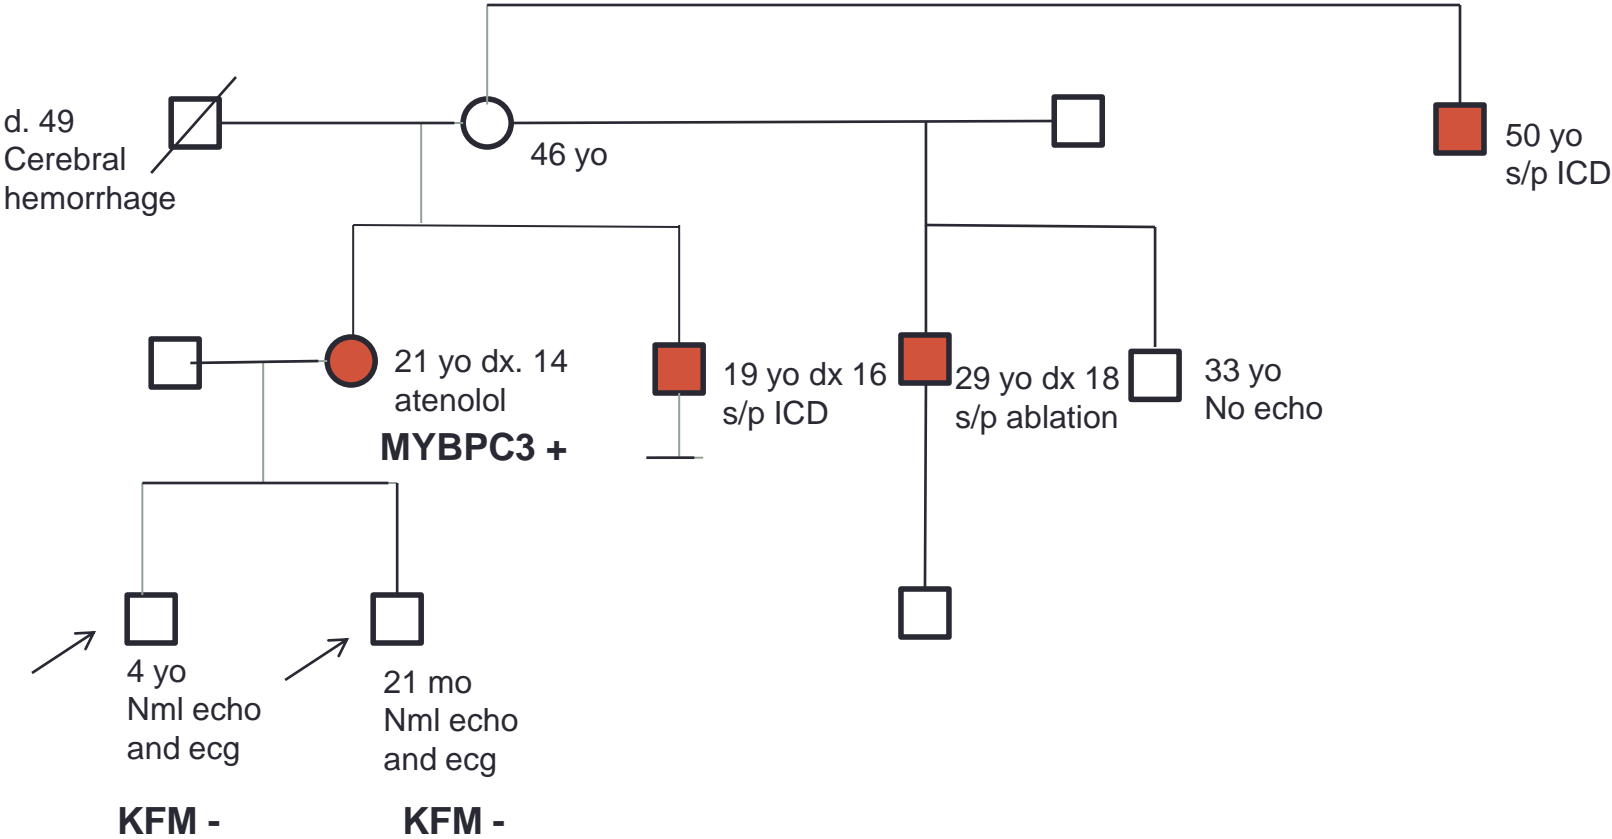 d. 49
Cerebral
hemorrhage
46 yo
50 yo
s/p ICD
21 yo dx. 14
atenolol
MYBPC3 +
19 yo dx 16
s/p ICD
29 yo dx 18
s/p ablation
33 yo
No echo
4 yo
Nml echo
and ecg
KFM -
21 mo
Nml echo
and ecg
KFM -